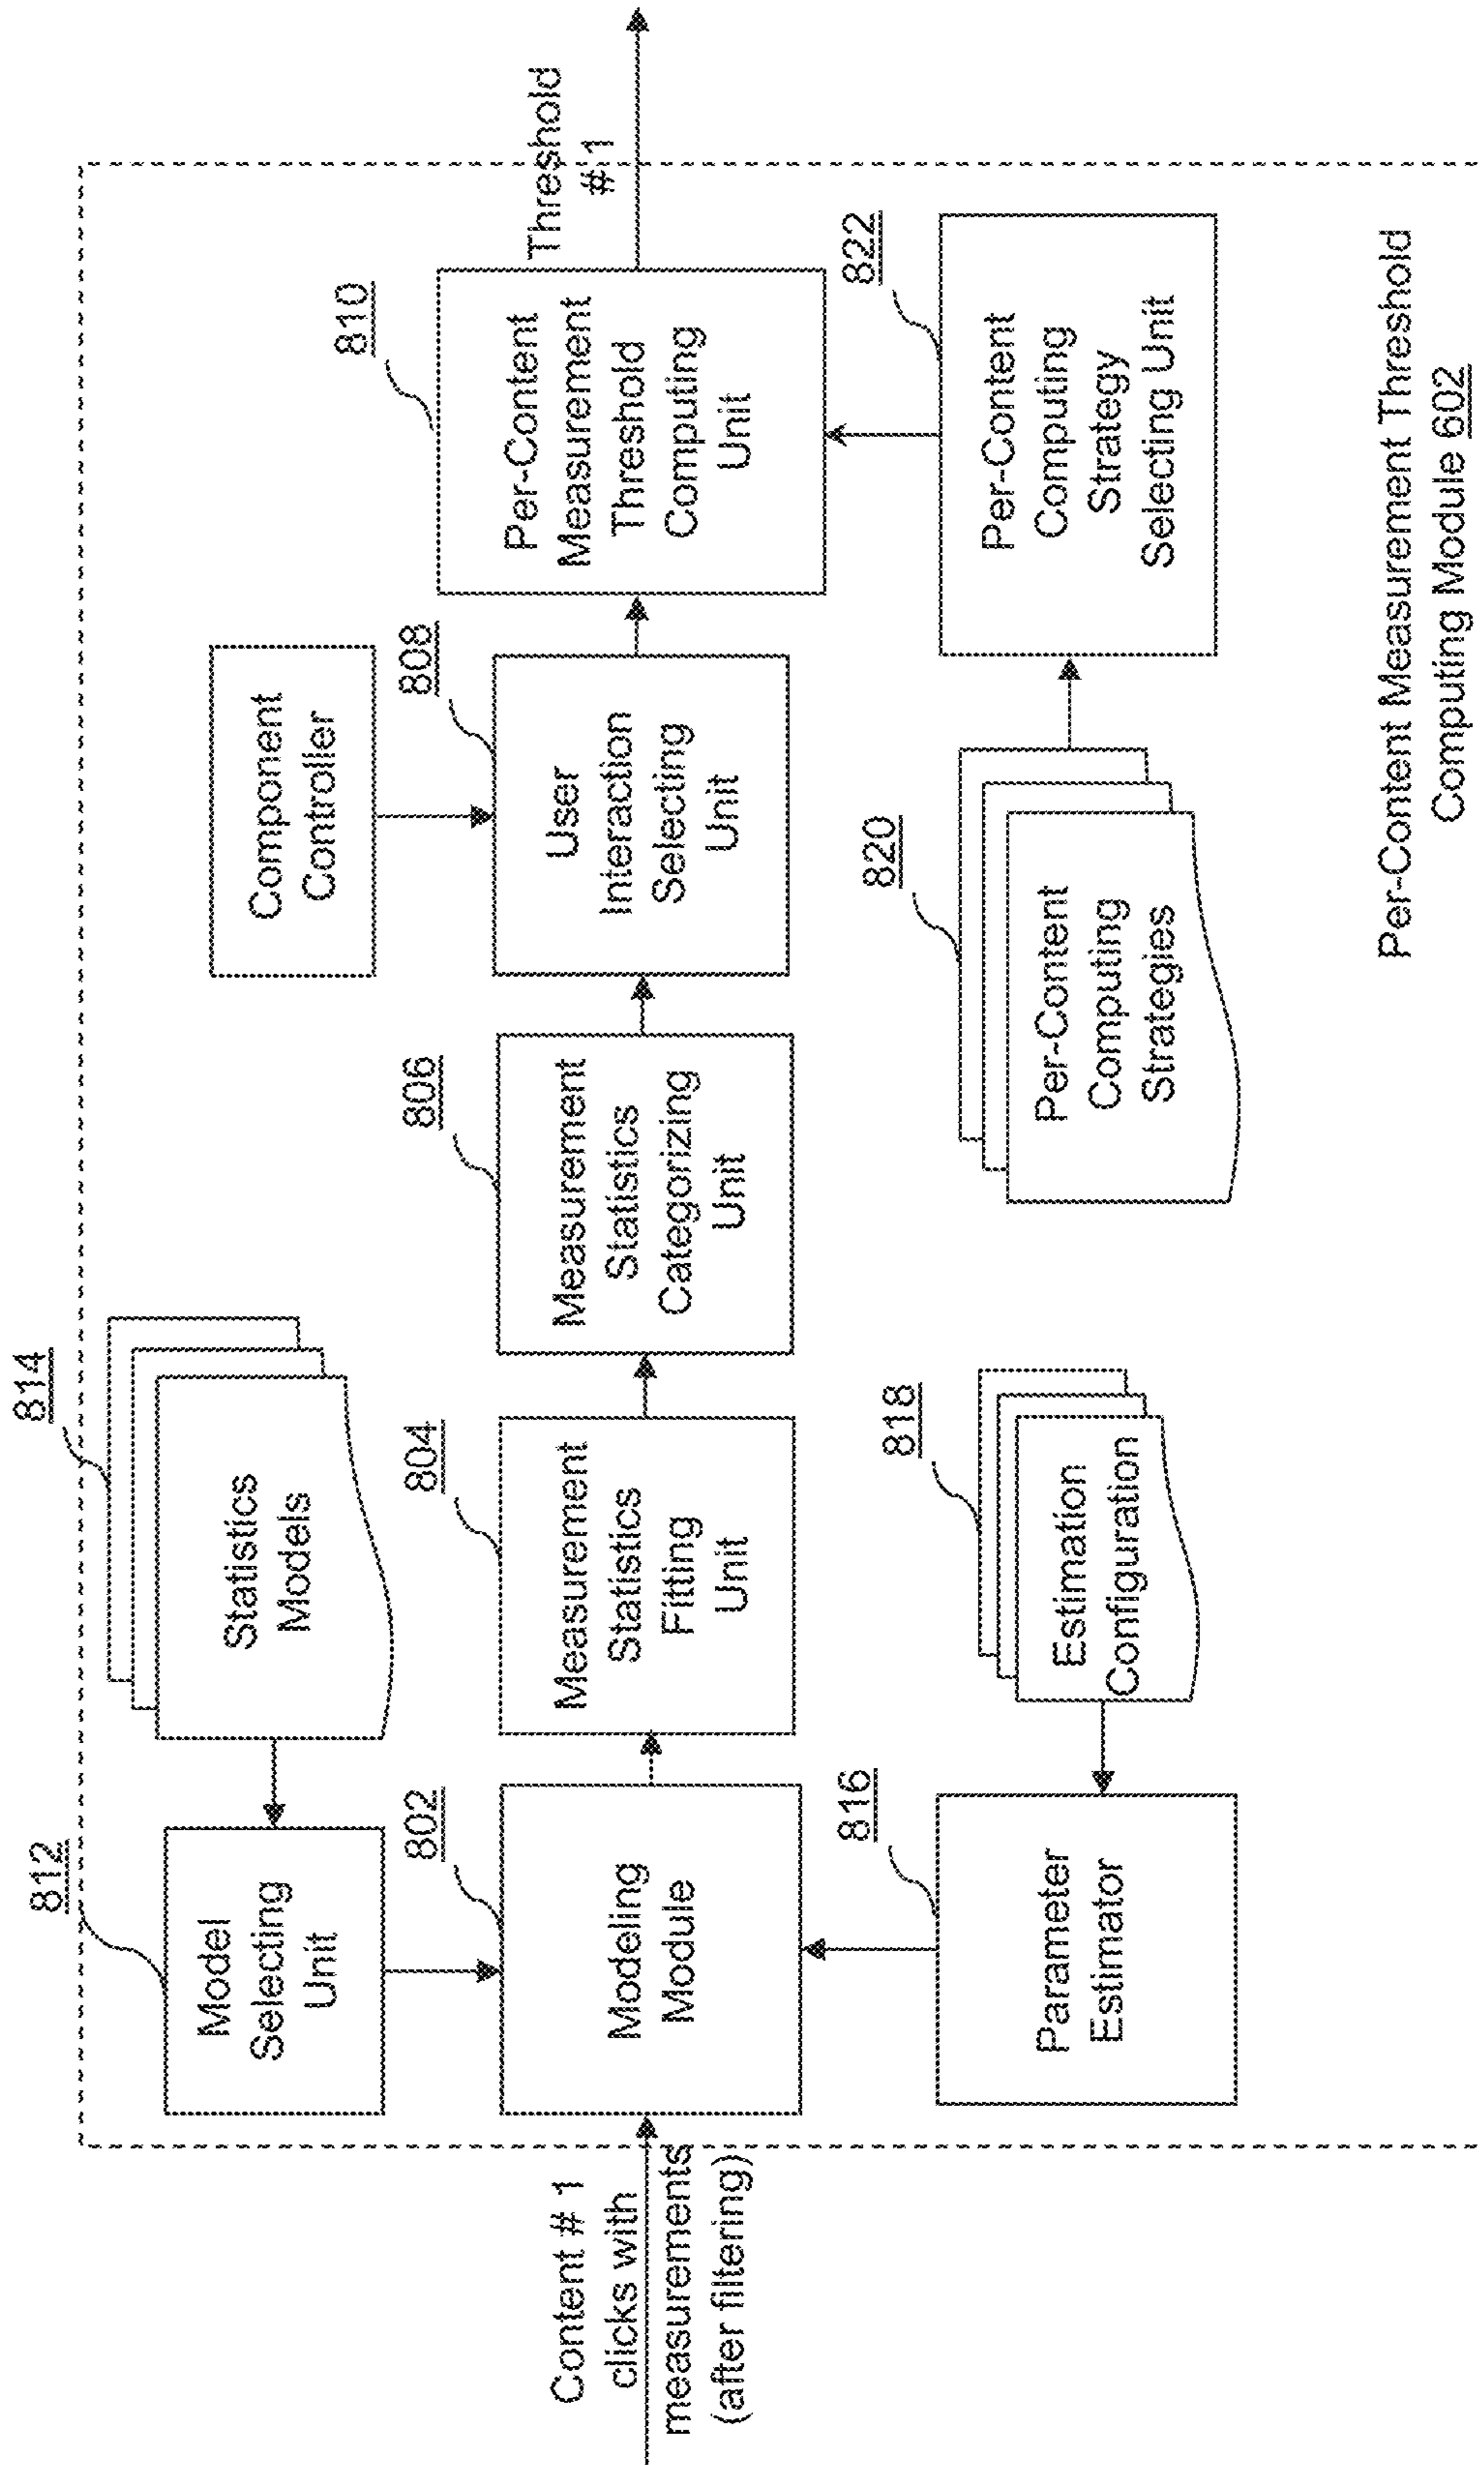 812
814
Model
Selecting
Unit
Statistics
Models
Component
Controller
802
804
806
808
810
Content # 1
clicks with
measurements
(after filtering)
Modeling
Module
Measurement
Statistics
Fitting
Unit
Measurement
Statistics
Categorizing
Unit
User
Interaction
Selecting
Unit
Per-Content
Measurement
Threshold
Computing
Unit
Threshold
# 1
816
818
820
822
Parameter
Estimator
Estimation
Configuration
Per-Content
Computing
Strategies
Per-Content
Computing
Strategy
Selecting Unit
Per-Content Measurement Threshold
Computing Module 602